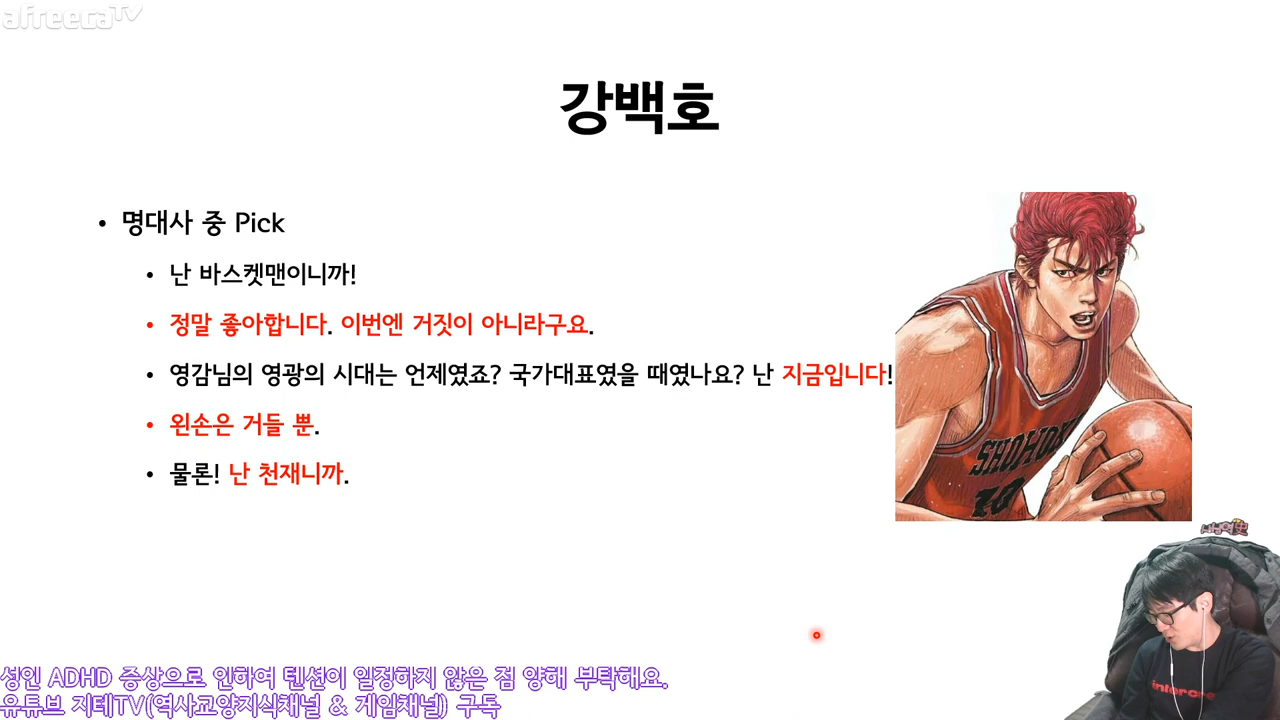 afreecaTV
강백호
• 명대사 중 Pick
• 난 바스켓맨이니까!
• 정말 좋아합니다. 이번엔 거짓이 아니라구요.
• 영감님의 영광의 시대는 언제였죠? 국가대표였을 때였나요? 난 지금입니다!
• 왼손은 거들 뿐.
• 물론! 난 천재니까.
SHOHOKU
10
성인 ADHD 증상으로 인하여 텐션이 일정하지 않은 점 양해 부탁해요.
유튜브 지테TV(역사교양지식채널 & 게임채널) 구독